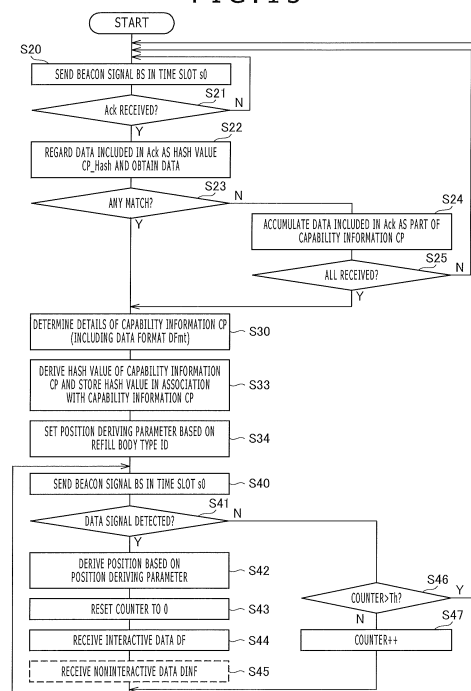 FIG.13
START
S20
SEND BEACON SIGNAL BS IN TIME SLOT s0
S21
Ack RECEIVED?
N
Y
S22
REGARD DATA INCLUDED IN Ack AS HASH VALUE
CP_Hash AND OBTAIN DATA
S23
ANY MATCH?
N
Y
S24
ACCUMULATE DATA INCLUDED IN Ack AS PART OF
CAPABILITY INFORMATION CP
S25
ALL RECEIVED?
N
Y
DETERMINE DETAILS OF CAPABILITY INFORMATION CP
(INCLUDING DATA FORMAT DFmt)
S30
DERIVE HASH VALUE OF CAPABILITY INFORMATION
CP AND STORE HASH VALUE IN ASSOCIATION
WITH CAPABILITY INFORMATION CP
S33
SET POSITION DERIVING PARAMETER BASED ON
REFILL BODY TYPE ID
S34
SEND BEACON SIGNAL BS IN TIME SLOT s0
S40
S41
DATA SIGNAL DETECTED?
N
Y
DERIVE POSITION BASED ON
POSITION DERIVING PARAMETER
S42
S46
COUNTER>Th?
Y
N
RESET COUNTER TO 0
S43
S47
COUNTER++
RECEIVE INTERACTIVE DATA DF
S44
RECEIVE NONINTERACTIVE DATA DINF
S45